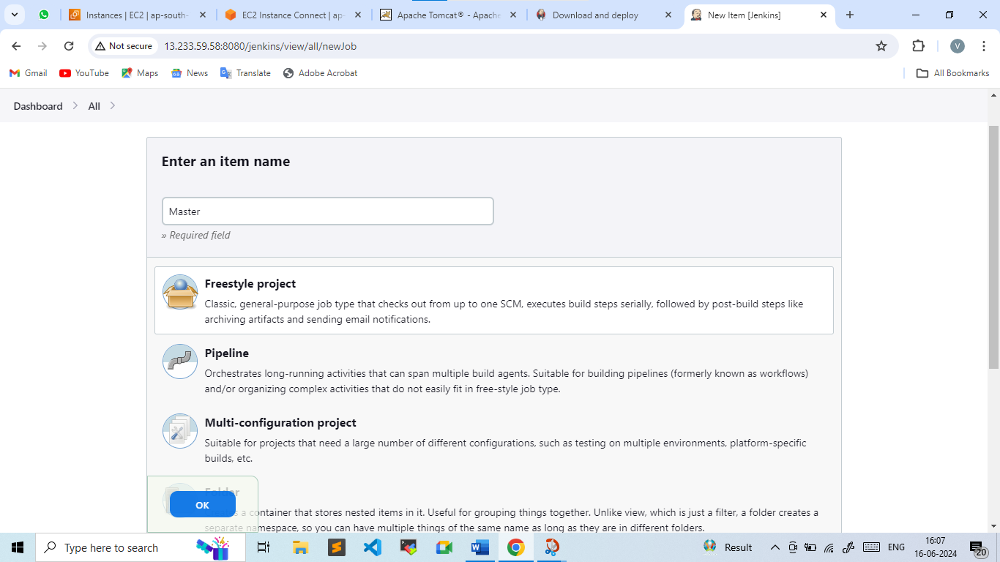 Instances | EC2 | ap-south-
EC2 Instance Connect | ap-
Apache Tomcat® - Apache
Download and deploy
New Item [Jenkins]
Not secure
13.233.59.58:8080/jenkins/view/all/newJob
V
Gmail
YouTube
Maps
News
Translate
Adobe Acrobat
All Bookmarks
Dashboard
All
Enter an item name
Master
» Required field
Freestyle project
Classic, general-purpose job type that checks out from up to one SCM, executes build steps serially, followed by post-build steps like
archiving artifacts and sending email notifications.
Pipeline
Orchestrates long-running activities that can span multiple build agents. Suitable for building pipelines (formerly known as workflows)
and/or organizing complex activities that do not easily fit in free-style job type.
Multi-configuration project
Suitable for projects that need a large number of different configurations, such as testing on multiple environments, platform-specific
builds, etc.
Folder
OK
a container that stores nested items in it. Useful for grouping things together. Unlike view, which is just a filter, a folder creates a
separate namespace, so you can have multiple things of the same name as long as they are in different folders.
Type here to search
Result
ENG
16:07
16-06-2024
20